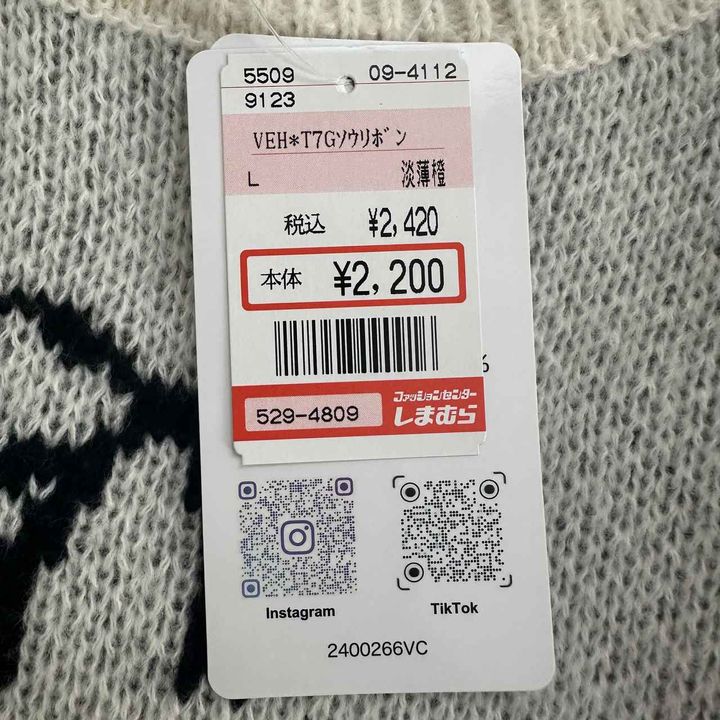 5509 09-4112
9123
VEH*T7Gソウリボン
L 淡薄橙
税込 ¥2,420
本体 ¥2,200
%
529-4809
ファッションセンター
しまむら
Instagram TikTok
2400266VC